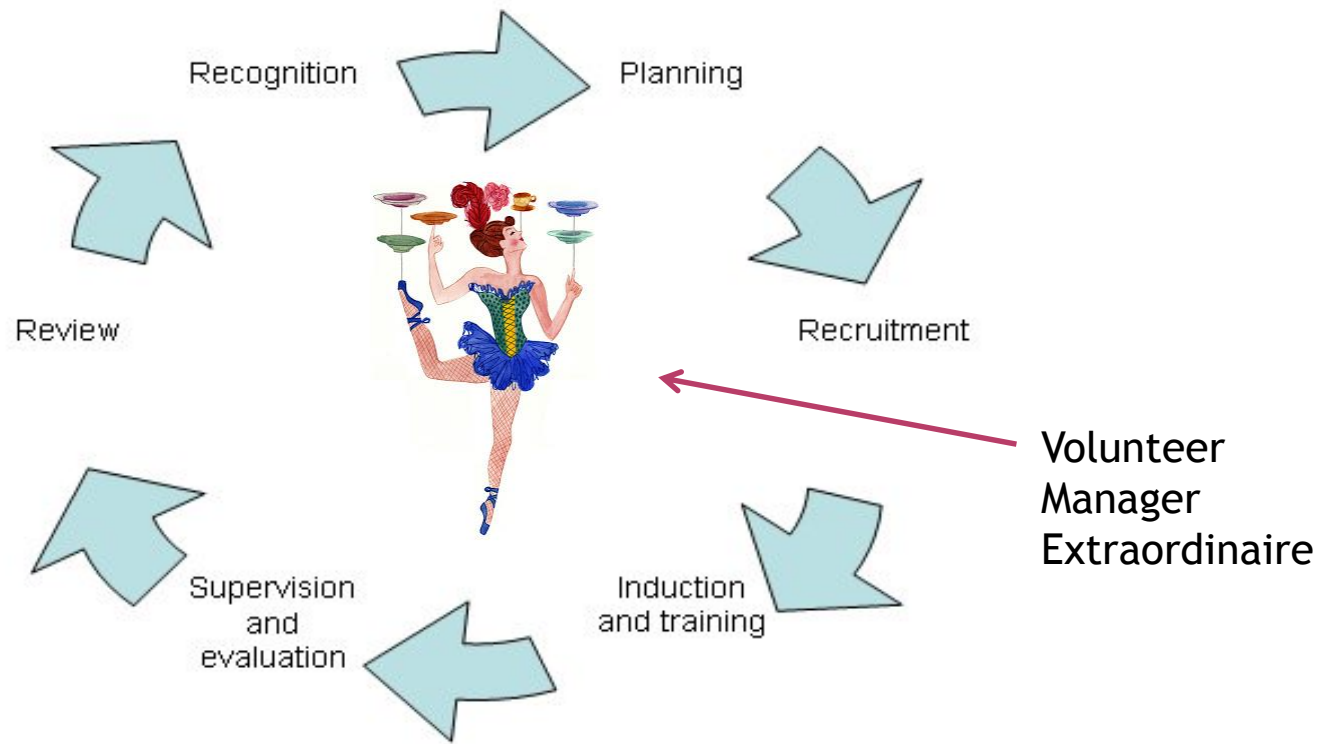 Recognition
Planning
Review
Recruitment
Volunteer
Manager
Extraordinaire
Supervision
and
evaluation
Induction
and training